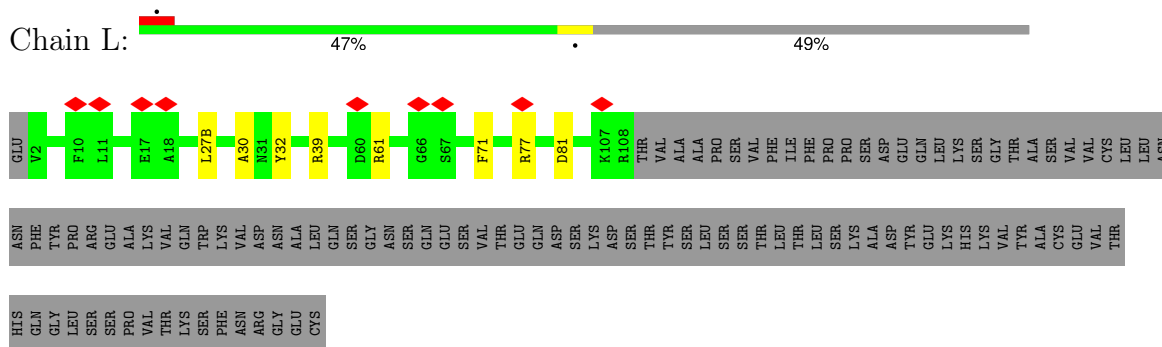 Chain L:
47%
49%
GLU V2 F10 L11 E17 A18 L27B A30 N31 Y32 R39 D60 R61 G66 S67 F71 R77 D81 K107 R108 THR VAL ALA ALA PRO SER VAL PHE ILE PHE PRO PRO SER ASP GLU GLN LEU LYS SER GLY THR ALA SER VAL VAL CYS LEU LEU ASN
ASN PHE TYR PRO ARG GLU ALA LYS VAL GLN TRP LYS VAL ASP ASN ALA LEU GLN SER GLY ASN SER GLN GLU SER VAL THR GLU GLN ASP SER LYS ASP SER THR TYR SER LEU SER SER THR LEU THR LEU SER LYS ALA ASP TYR GLU LYS HIS LYS VAL TYR ALA CYS GLU VAL THR
HIS GLN GLY LEU SER SER PRO VAL THR LYS SER PHE ASN ARG GLY GLU CYS